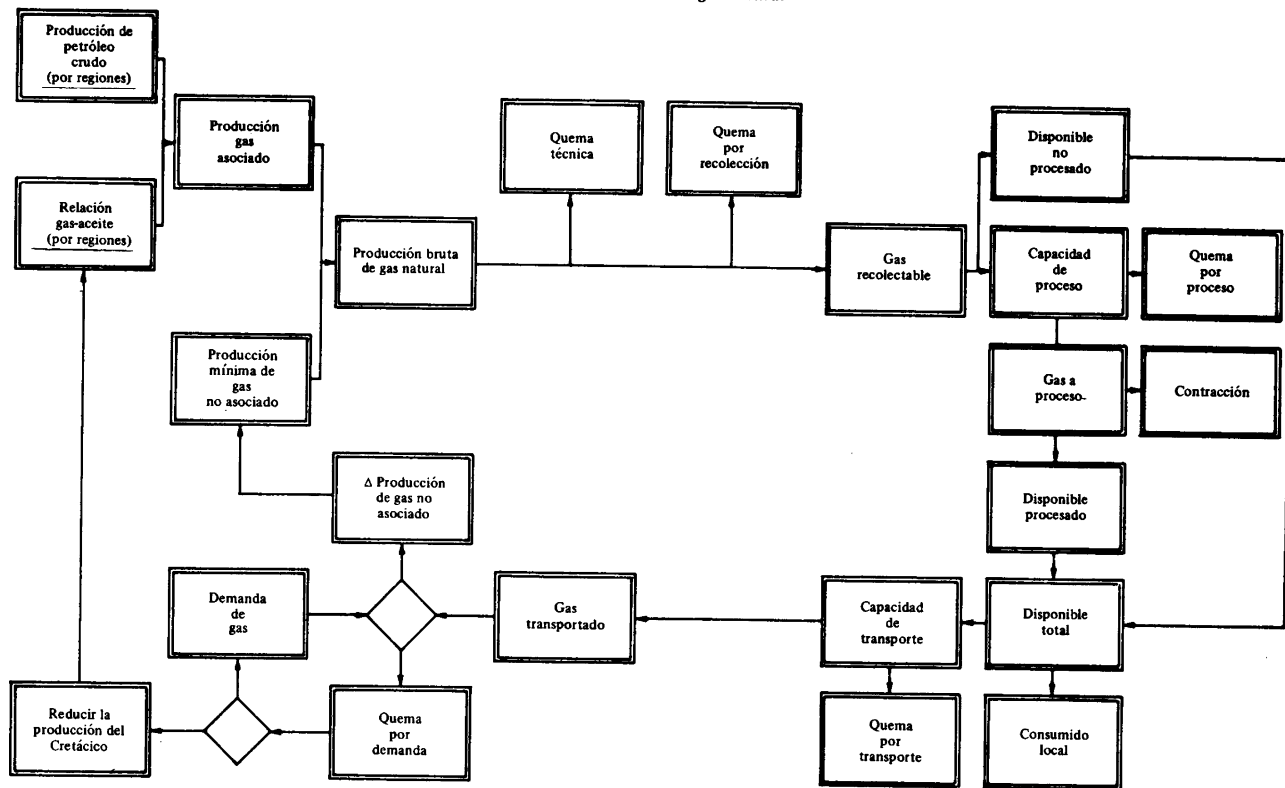 Producción de
petróleo
crudo
(por regiones)
Producción
gas
asociado
Relación
gas-aceite
(por regiones)
Producción bruta
de gas natural
Producción
mínima de
gas
no asociado
Quema
técnica
Quema
por
recolección
Gas
recolectable
Disponible
no
procesado
Capacidad
de
proceso
Quema
por
proceso
Gas a
proceso-
Contracción
Disponible
procesado
Disponible
total
Consumido
local
Capacidad
de
transporte
Quema
por
transporte
Gas
transportado
Δ Producción
de gas no
asociado
Demanda
de
gas
Quema
por
demanda
Reducir la
producción del
Cretácico